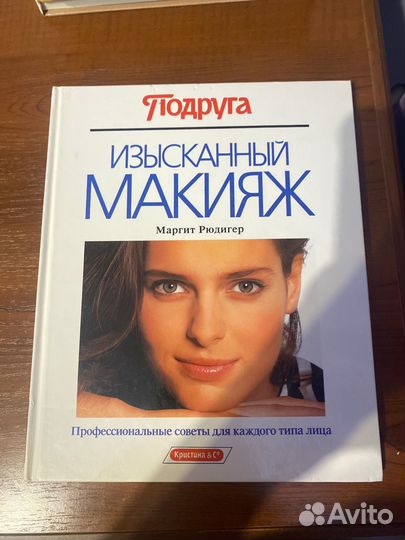 Подруга
ИЗЫСКАННЫЙ
МАКИЯЖ
Маргит Рюдигер
Профессиональные советы для каждого типа лица
Кристина & С°
Avito